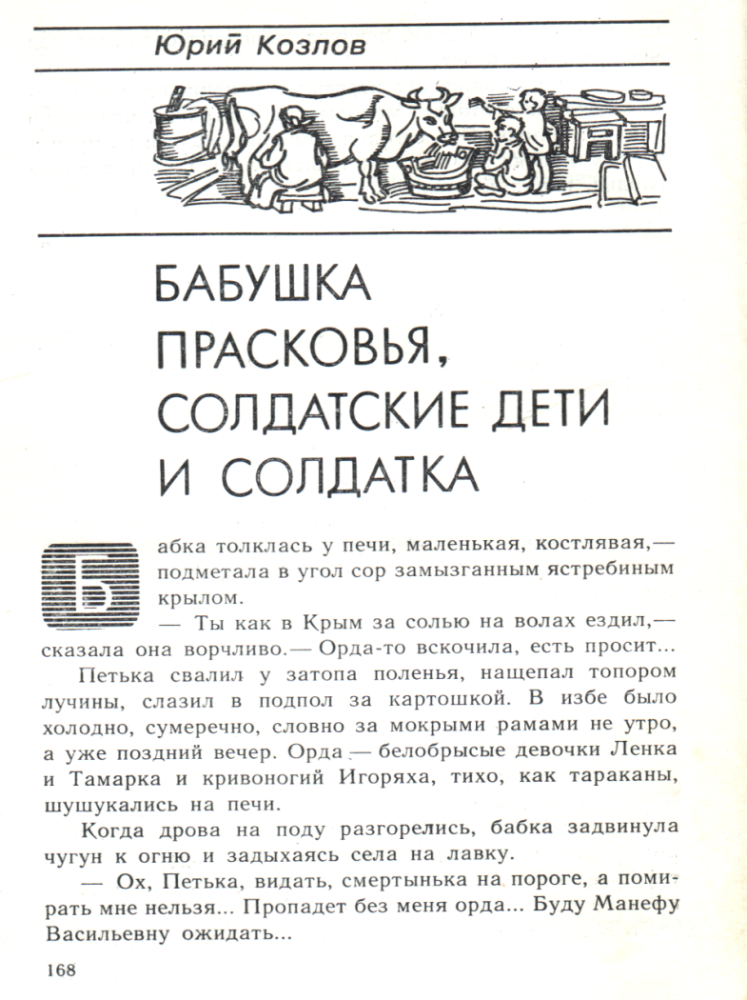 Юрий Козлов
БАБУШКА
ПРАСКОВЬЯ,
СОЛДАТСКИЕ ДЕТИ
И СОЛДАТКА
Бабка толклась у печи, маленькая, костлявая,—
подметала в угол сор замызганным ястребиным
крылом.
— Ты как в Крым за солью на волах ездил,—
сказала она ворчливо.— Орда-то вскочила, есть просит...
Петька свалил у затопа поленья, нащепал топором
лучины, слазил в подпол за картошкой. В избе было
холодно, сумеречно, словно за мокрыми рамами не утро,
а уже поздний вечер. Орда — белобрысые девочки Ленка
и Тамарка и кривоногий Игоряха, тихо, как тараканы,
шушукались на печи.
Когда дрова на поду разгорелись, бабка задвинула
чугун к огню и задыхаясь села на лавку.
— Ох, Петька, видать, смертынька на пороге, а поми-
рать мне нельзя... Пропадет без меня орда... Буду Манефу
Васильевну ожидать...
168